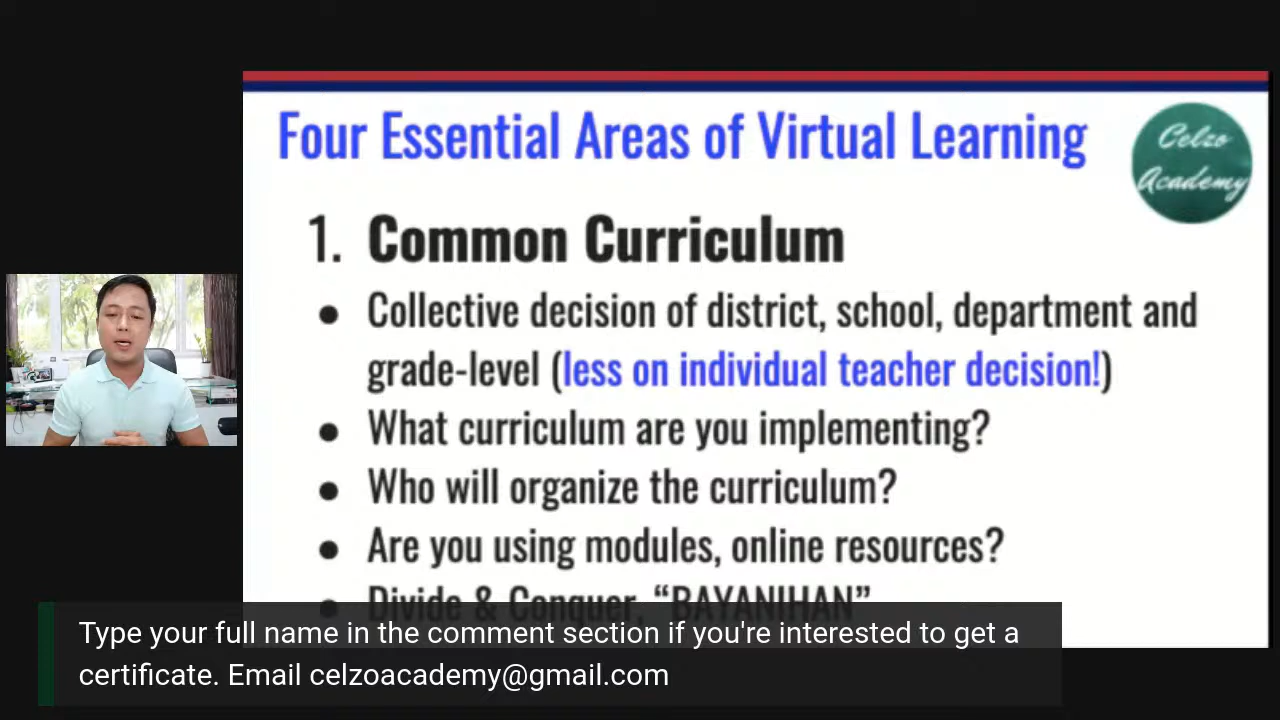 Four Essential Areas of Virtual Learning
Celzo
Academy
1. Common Curriculum
● Collective decision of district, school, department and
grade-level (less on individual teacher decision!)
● What curriculum are you implementing?
● Who will organize the curriculum?
● Are you using modules, online resources?
● Divide & Conquer, “BAYANIHAN”
Type your full name in the comment section if you're interested to get a
certificate. Email celzoacademy@gmail.com